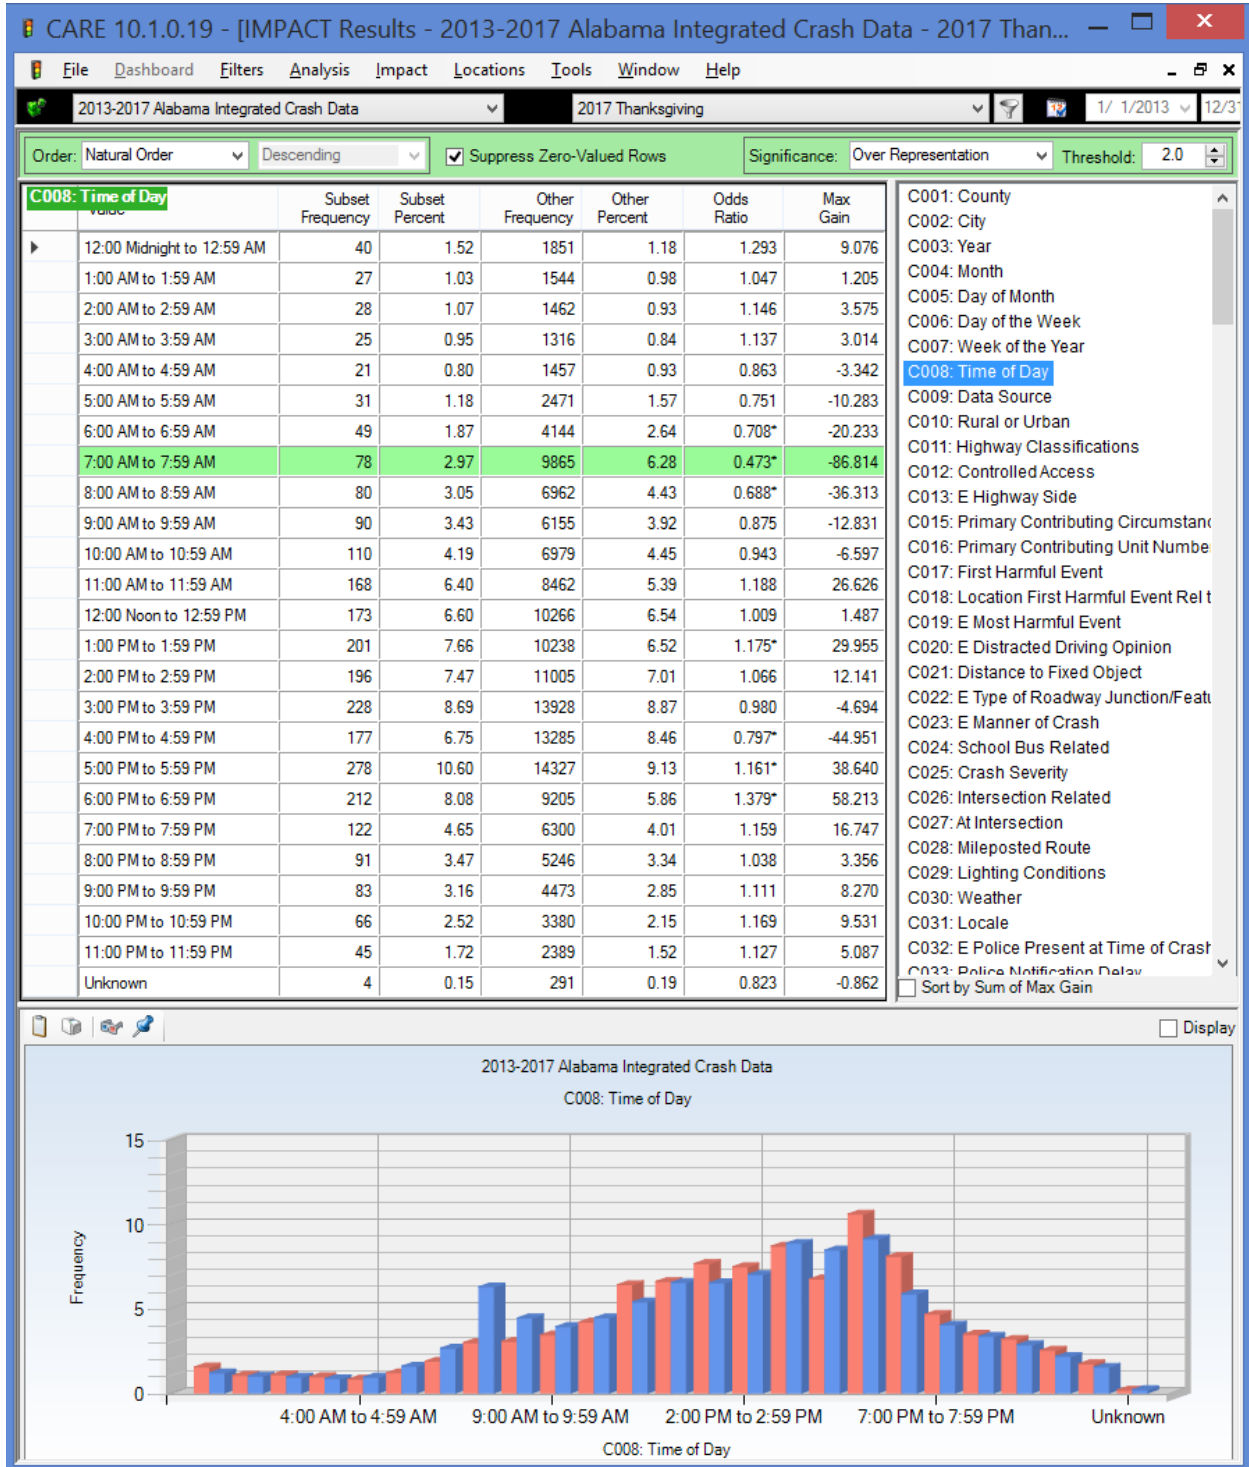 CARE 10.1.0.19 - [IMPACT Results - 2013-2017 Alabama Integrated Crash Data - 2017 Than...
File Dashboard Filters Analysis Impact Locations Tools Window Help
2013-2017 Alabama Integrated Crash Data 2017 Thanksgiving 1/ 1/2013 12/31
Order: Natural Order Descending Suppress Zero-Valued Rows Significance: Over Representation Threshold: 2.0
C008: Time of Day Subset Frequency Subset Percent Other Frequency Other Percent Odds Ratio Max Gain
12:00 Midnight to 12:59 AM 40 1.52 1851 1.18 1.293 9.076
1:00 AM to 1:59 AM 27 1.03 1544 0.98 1.047 1.205
2:00 AM to 2:59 AM 28 1.07 1462 0.93 1.146 3.575
3:00 AM to 3:59 AM 25 0.95 1316 0.84 1.137 3.014
4:00 AM to 4:59 AM 21 0.80 1457 0.93 0.863 -3.342
5:00 AM to 5:59 AM 31 1.18 2471 1.57 0.751 -10.283
6:00 AM to 6:59 AM 49 1.87 4144 2.64 0.708* -20.233
7:00 AM to 7:59 AM 78 2.97 9865 6.28 0.473* -86.814
8:00 AM to 8:59 AM 80 3.05 6962 4.43 0.688* -36.313
9:00 AM to 9:59 AM 90 3.43 6155 3.92 0.875 -12.831
10:00 AM to 10:59 AM 110 4.19 6979 4.45 0.943 -6.597
11:00 AM to 11:59 AM 168 6.40 8462 5.39 1.188 26.626
12:00 Noon to 12:59 PM 173 6.60 10266 6.54 1.009 1.487
1:00 PM to 1:59 PM 201 7.66 10238 6.52 1.175* 29.955
2:00 PM to 2:59 PM 196 7.47 11005 7.01 1.066 12.141
3:00 PM to 3:59 PM 228 8.69 13928 8.87 0.980 -4.694
4:00 PM to 4:59 PM 177 6.75 13285 8.46 0.797* -44.951
5:00 PM to 5:59 PM 278 10.60 14327 9.13 1.161* 38.640
6:00 PM to 6:59 PM 212 8.08 9205 5.86 1.379* 58.213
7:00 PM to 7:59 PM 122 4.65 6300 4.01 1.159 16.747
8:00 PM to 8:59 PM 91 3.47 5246 3.34 1.038 3.356
9:00 PM to 9:59 PM 83 3.16 4473 2.85 1.111 8.270
10:00 PM to 10:59 PM 66 2.52 3380 2.15 1.169 9.531
11:00 PM to 11:59 PM 45 1.72 2389 1.52 1.127 5.087
Unknown 4 0.15 291 0.19 0.823 -0.862
C001: County
C002: City
C003: Year
C004: Month
C005: Day of Month
C006: Day of the Week
C007: Week of the Year
C008: Time of Day
C009: Data Source
C010: Rural or Urban
C011: Highway Classifications
C012: Controlled Access
C013: E Highway Side
C015: Primary Contributing Circumstanc
C016: Primary Contributing Unit Numbe
C017: First Harmful Event
C018: Location First Harmful Event Rel t
C019: E Most Harmful Event
C020: E Distracted Driving Opinion
C021: Distance to Fixed Object
C022: E Type of Roadway Junction/Featu
C023: E Manner of Crash
C024: School Bus Related
C025: Crash Severity
C026: Intersection Related
C027: At Intersection
C028: Mileposted Route
C029: Lighting Conditions
C030: Weather
C031: Locale
C032: E Police Present at Time of Crash
C033: Police Notification Delay
Sort by Sum of Max Gain
Display
2013-2017 Alabama Integrated Crash Data
C008: Time of Day
15
10
5
0
Frequency
4:00 AM to 4:59 AM 9:00 AM to 9:59 AM 2:00 PM to 2:59 PM 7:00 PM to 7:59 PM Unknown
C008: Time of Day